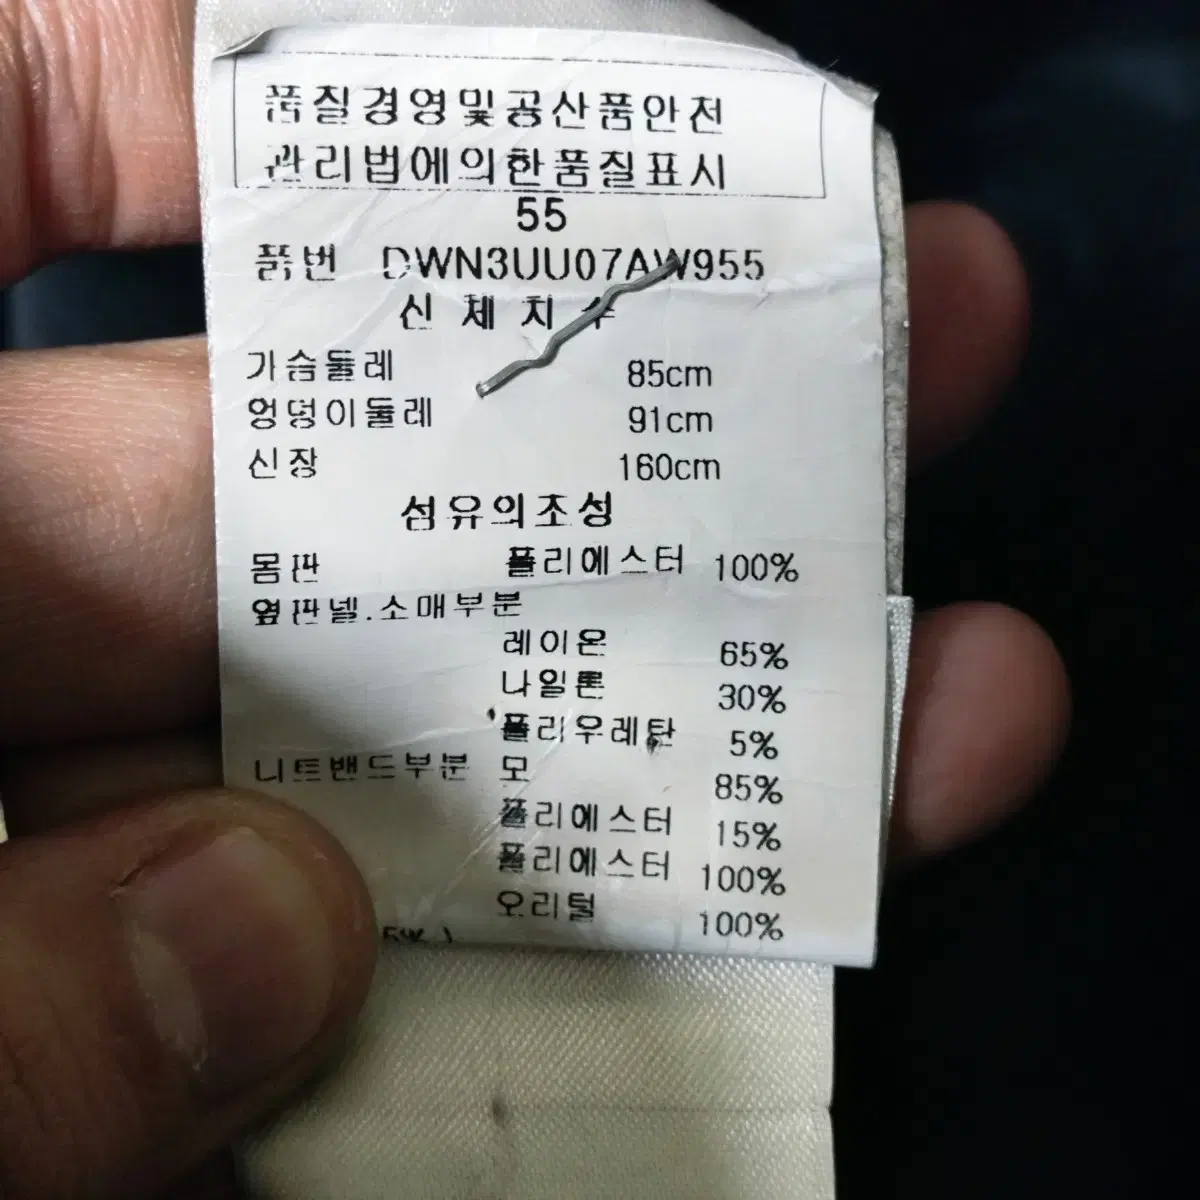 품질경영및공산품안전
관리법에의한품질표시
55
품번 DWN3UU07AW955
신체치수
가슴둘레 85cm
엉덩이둘레 91cm
신장 160cm
섬유의조성
몸판 폴리에스터 100%
옆판넬.소매부분
레이온 65%
나일론 30%
폴리우레탄 5%
니트밴드부분 모 85%
폴리에스터 15%
폴리에스터 100%
오리털 100%